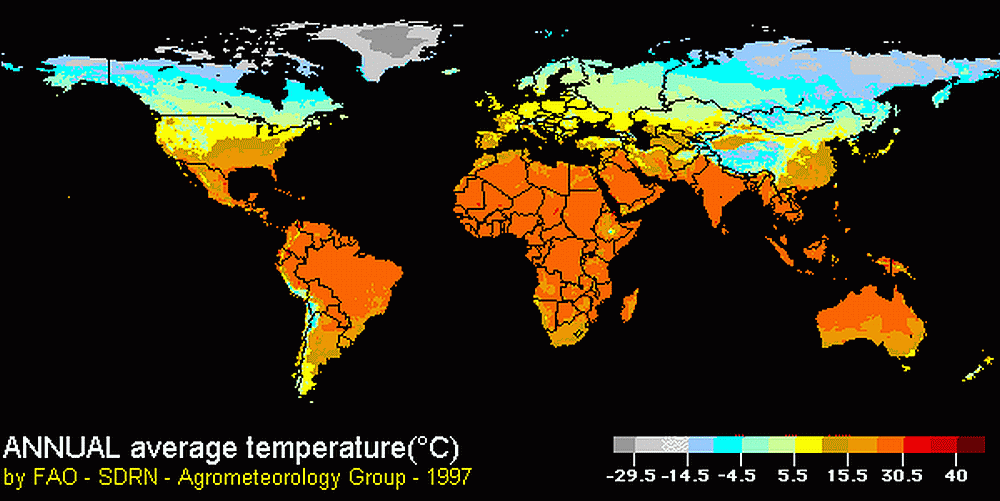 ANNUAL average temperature(°C)
by FAO - SDRN - Agrometeorology Group - 1997
-29.5 -14.5 -4.5 5.5 15.5 30.5 40